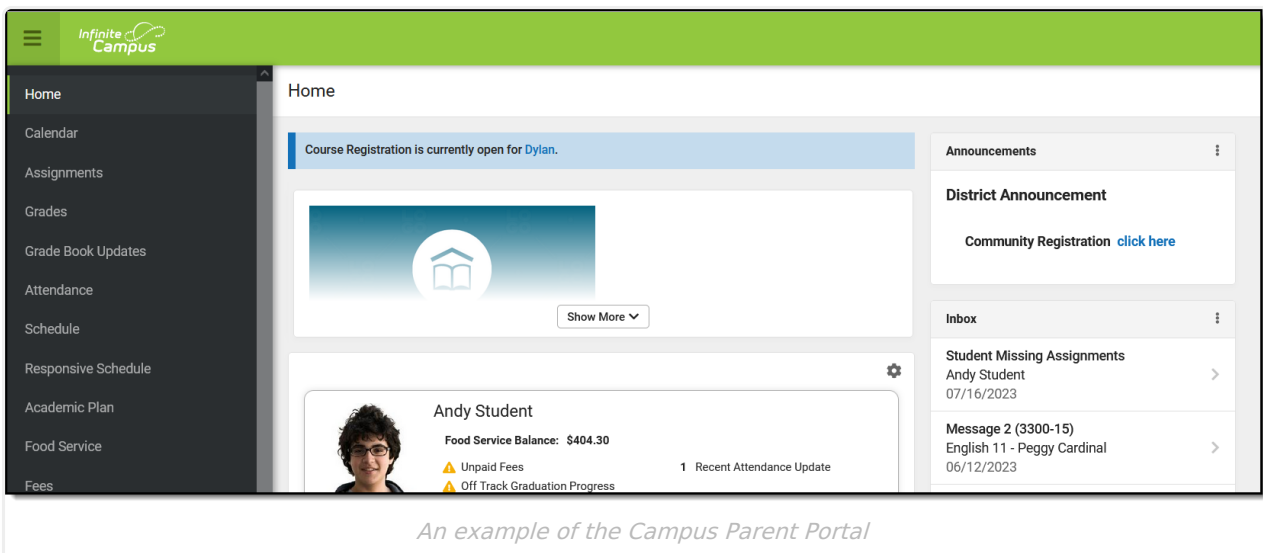 Infinite
Campus
Home
Calendar
Assignments
Grades
Grade Book Updates
Attendance
Schedule
Responsive Schedule
Academic Plan
Food Service
Fees
Home
Course Registration is currently open for Dylan.
Show More
Andy Student
Food Service Balance: $404.30
Unpaid Fees
1 Recent Attendance Update
Off Track Graduation Progress
Announcements
District Announcement
Community Registration click here
Inbox
Student Missing Assignments
Andy Student
07/16/2023
Message 2 (3300-15)
English 11 - Peggy Cardinal
06/12/2023
An example of the Campus Parent Portal